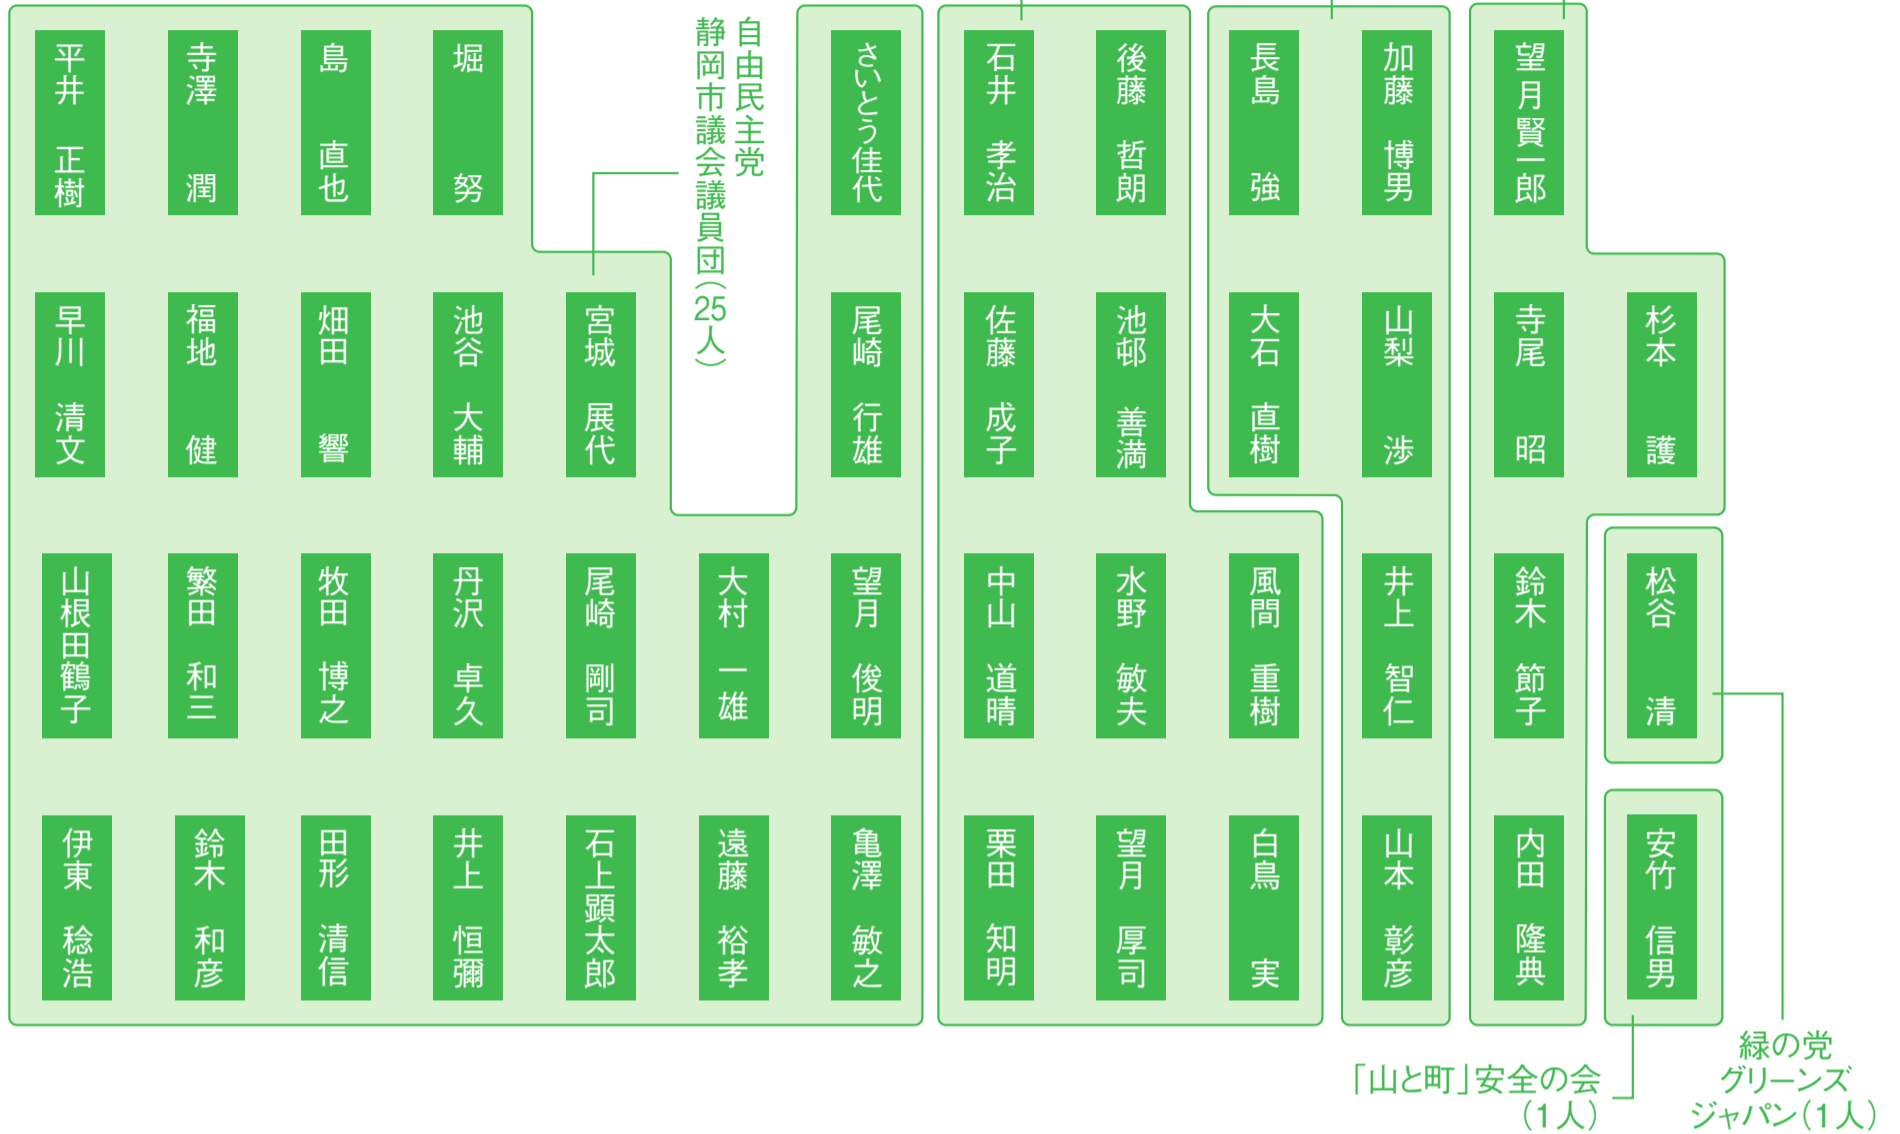 平井 正樹
寺澤 潤
島 直也
堀 努
自由民主党
静岡市議会議員団（25人）
さいとう佳代
石井 孝治
後藤 哲朗
長島 強
加藤 博男
望月賢一郎
早川 清文
福地 健
畑田 響
池谷 大輔
宮城 展代
尾崎 行雄
佐藤 成子
池邨 善満
大石 直樹
山梨 渉
寺尾 昭
杉本 護
山根田鶴子
繁田 和三
牧田 博之
丹沢 卓久
尾崎 剛司
大村 一雄
望月 俊明
中山 道晴
水野 敏夫
風間 重樹
井上 智仁
鈴木 節子
松谷 清
伊東 稔浩
鈴木 和彦
田形 清信
井上 恒彌
石上顕太郎
遠藤 裕孝
亀澤 敏之
栗田 知明
望月 厚司
白鳥 実
山本 彰彦
内田 隆典
安竹 信男
「山と町」安全の会
（1人）
緑の党
グリーンズ
ジャパン（1人）